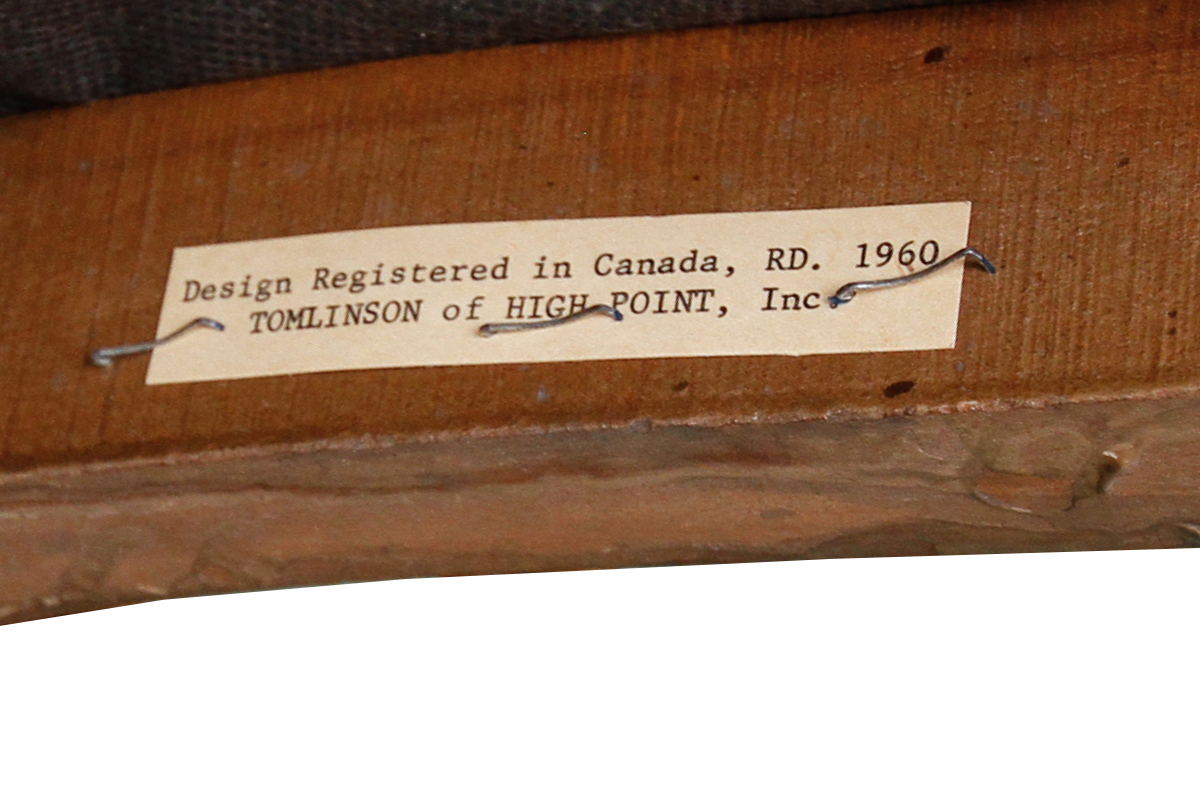 Design Registered in Canada, RD. 1960
TOMLINSON of HIGH POINT, Inc